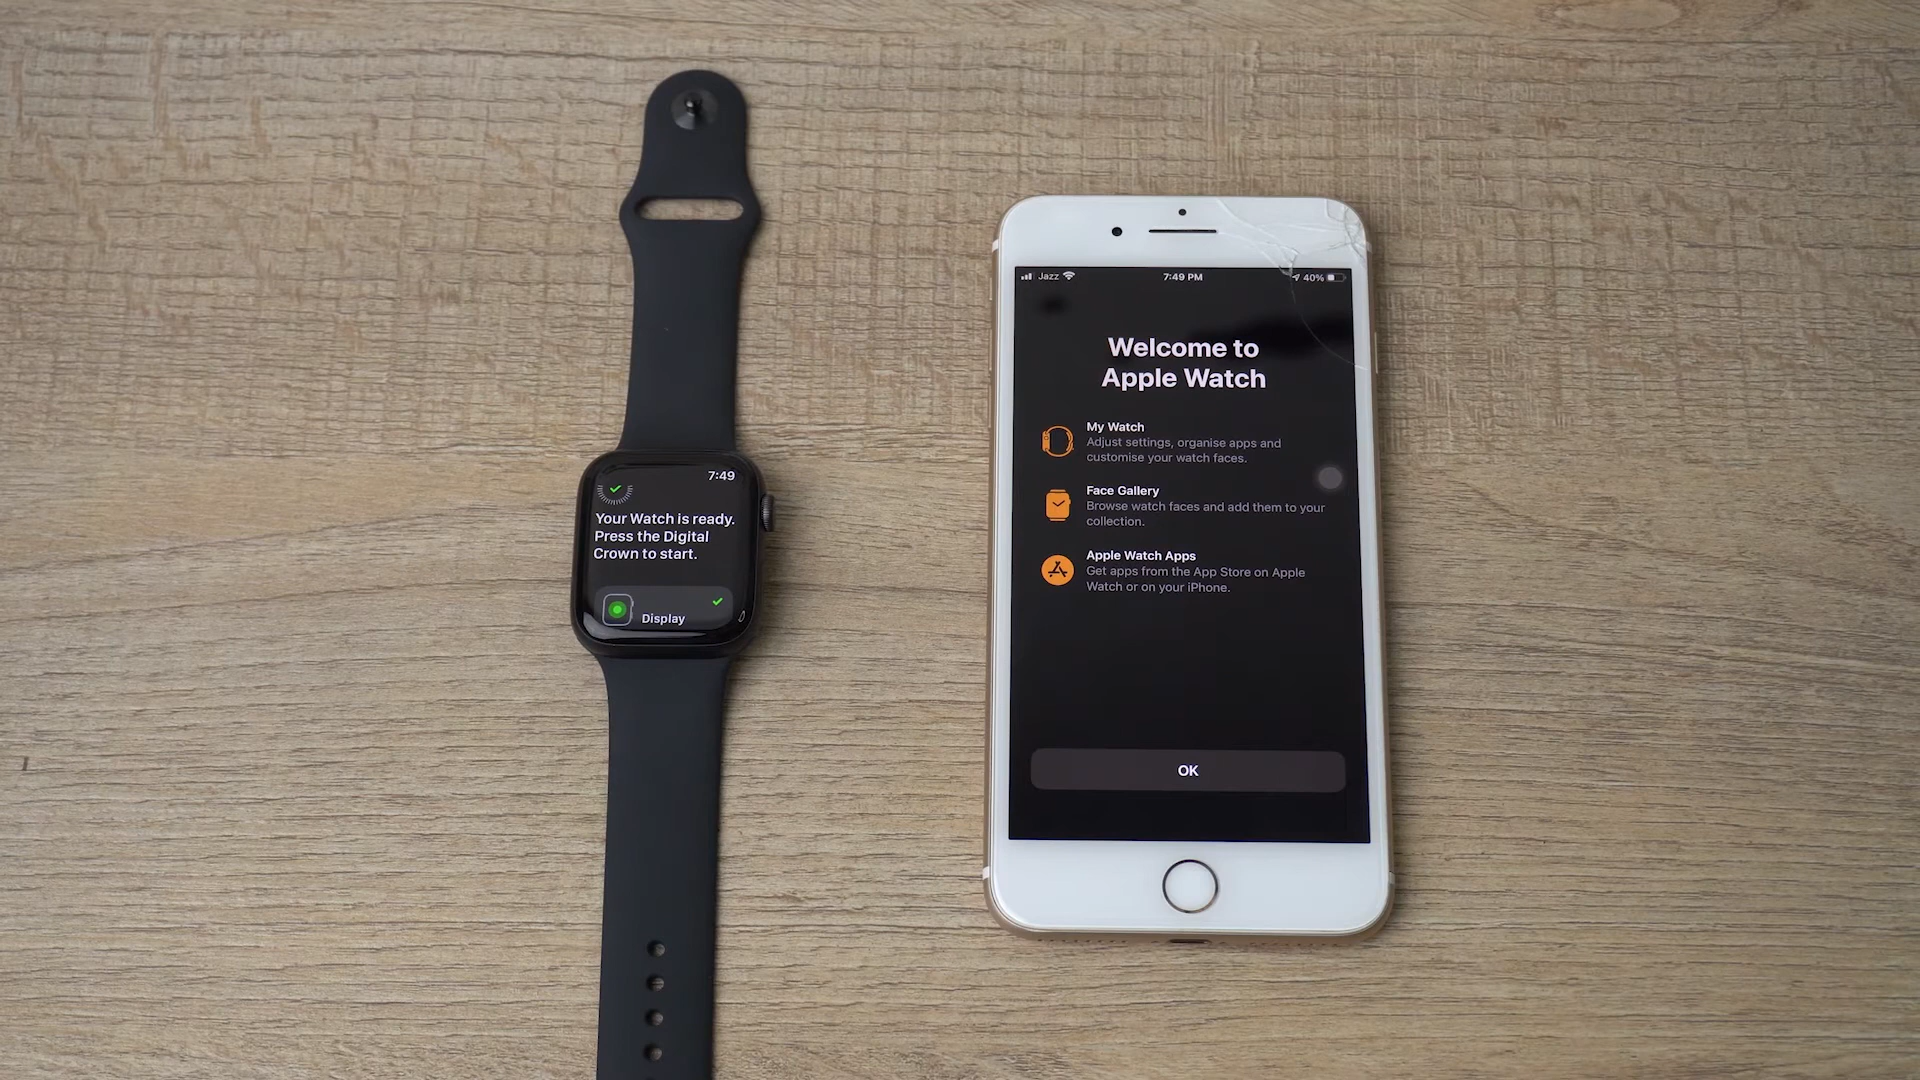 7:49
Your Watch is ready.
Press the Digital
Crown to start.
Display
Jazz
7:49 PM
40%
Welcome to
Apple Watch
My Watch
Adjust settings, organise apps and
customise your watch faces.
Face Gallery
Browse watch faces and add them to your
collection.
Apple Watch Apps
Get apps from the App Store on Apple
Watch or on your iPhone.
OK